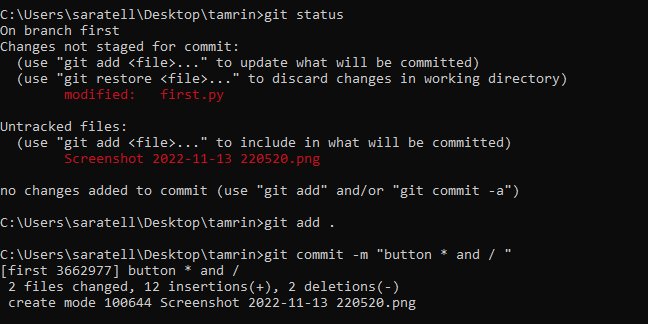 C:\Users\saratell\Desktop\tamrin>git status
On branch first
Changes not staged for commit:
  (use "git add <file>..." to update what will be committed)
  (use "git restore <file>..." to discard changes in working directory)
        modified:   first.py

Untracked files:
  (use "git add <file>..." to include in what will be committed)
        Screenshot 2022-11-13 220520.png

no changes added to commit (use "git add" and/or "git commit -a")

C:\Users\saratell\Desktop\tamrin>git add .

C:\Users\saratell\Desktop\tamrin>git commit -m "button * and / "
[first 3662977] button * and /
 2 files changed, 12 insertions(+), 2 deletions(-)
 create mode 100644 Screenshot 2022-11-13 220520.png